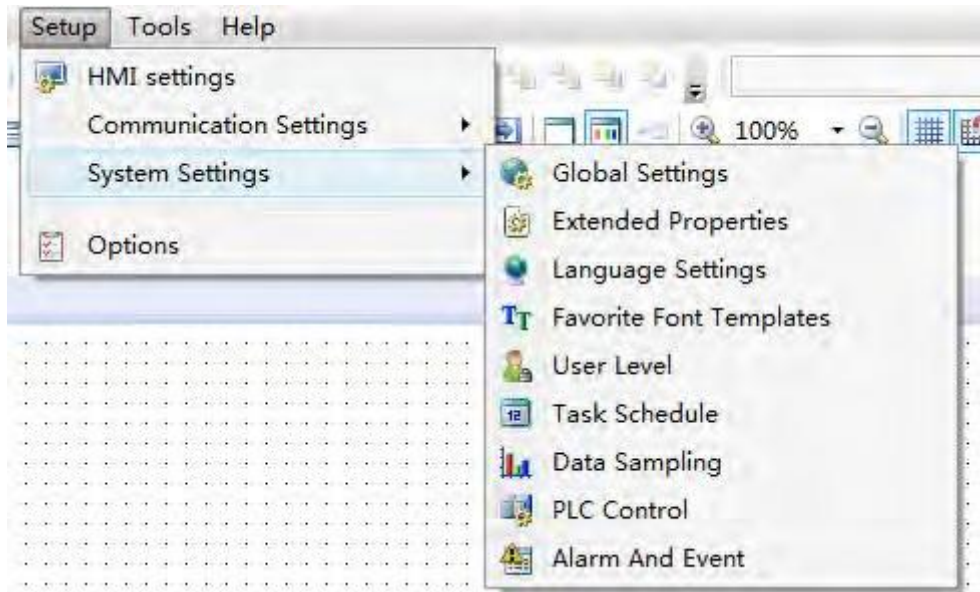 Setup Tools Help
HMI settings
Communication Settings
System Settings
Options
100%
Global Settings
Extended Properties
Language Settings
Favorite Font Templates
User Level
Task Schedule
Data Sampling
PLC Control
Alarm And Event